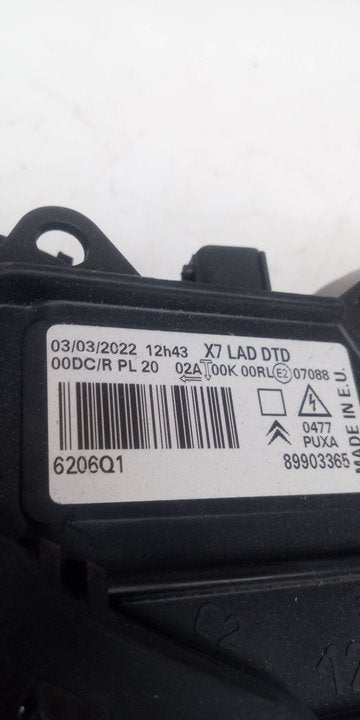 03/03/2022 12h43 X7 LAD DTD
00DC/R PL 20 02A 00K 00RL E2 07088
0477
PUXA
6206Q1
89903365
MADE IN E.U.